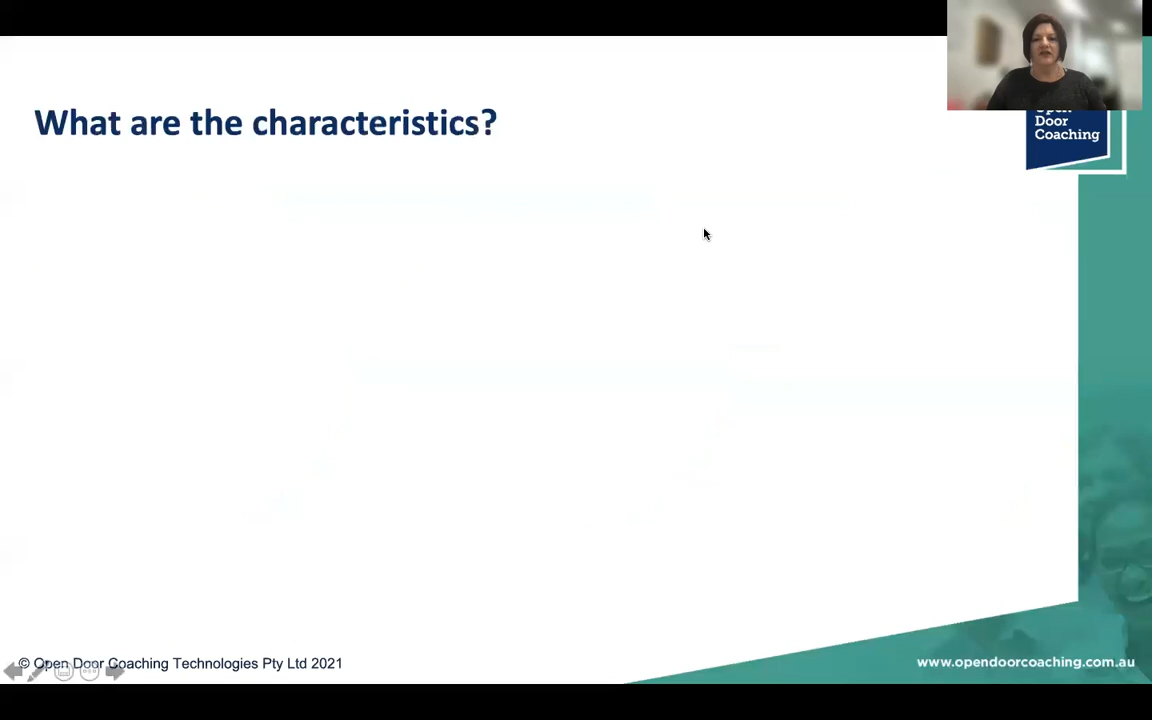 What are the characteristics?
Open
Door
Coaching
© Open Door Coaching Technologies Pty Ltd 2021
www.opendoorcoaching.com.au